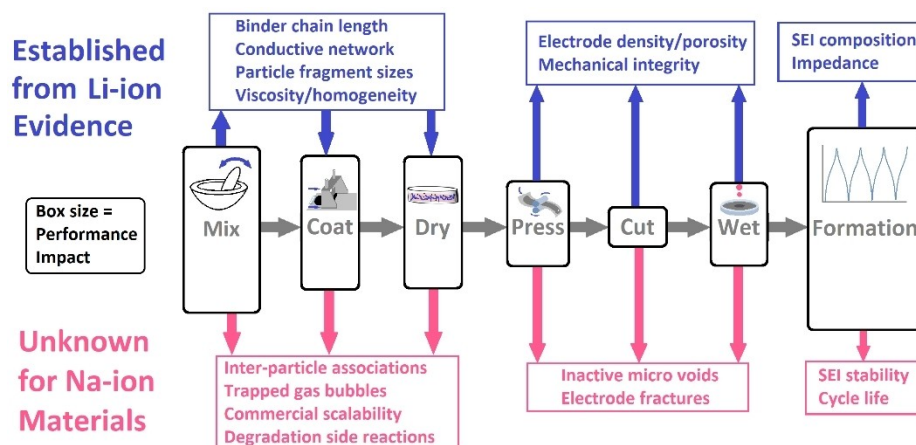 Established
from Li-ion
Evidence
Binder chain length
Conductive network
Particle fragment sizes
Viscosity/homogeneity
Electrode density/porosity
Mechanical integrity
SEI composition
Impedance
Box size =
Performance
Impact
Mix
Coat
Dry
Press
Cut
Wet
Formation
Unknown
for Na-ion
Materials
Inter-particle associations
Trapped gas bubbles
Commercial scalability
Degradation side reactions
Inactive micro voids
Electrode fractures
SEI stability
Cycle life